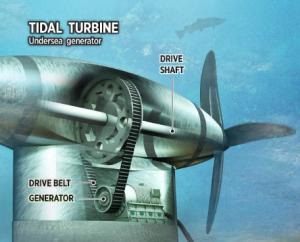 TIDAL TURBINE
Undersea generator
DRIVE
SHAFT
DRIVE BELT
GENERATOR